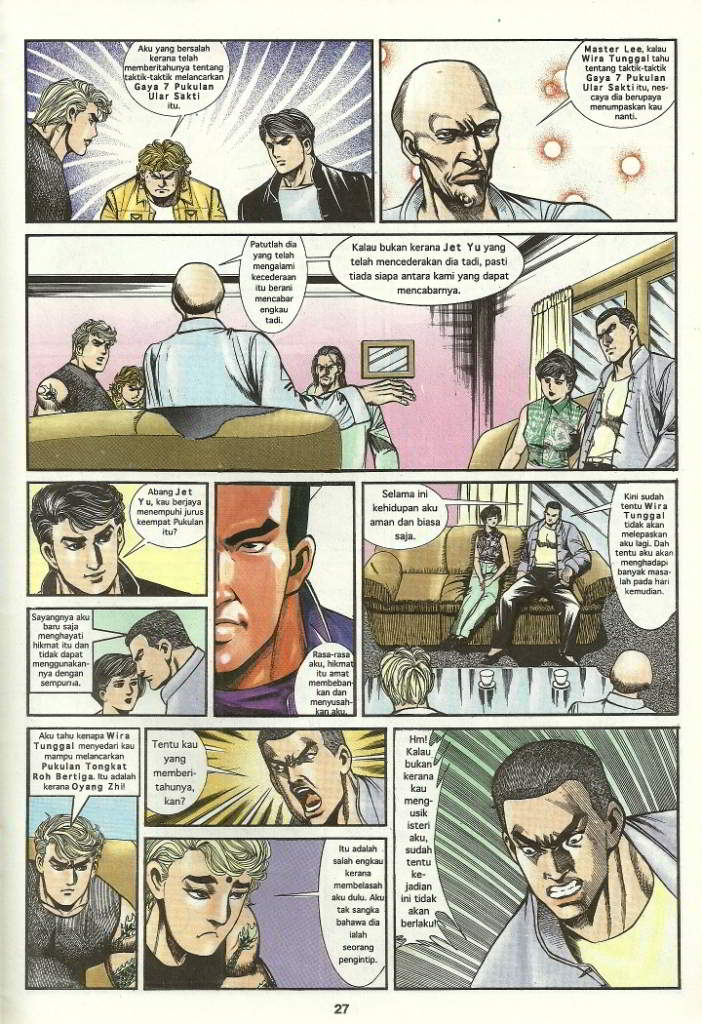 Aku yang bersalah
kerana telah
memberitahunya tentang
taktik-taktik melancarkan
Gaya 7 Pukulan
Ular Sakti
itu.
Master Lee, kalau
Wira Tunggal tahu
tentang taktik-taktik
Gaya 7 Pukulan
Ular Sakti itu, nes-
caya dia berupaya
menumpaskan kau
nanti.
Patutlah dia
yang telah
mengalami
kecederaan
itu berani
mencabar
engkau
tadi.
Kalau bukan kerana Jet Yu yang
telah mencederakan dia tadi, pasti
tiada siapa antara kami yang dapat
mencabarnya.
Abang Jet
Yu, kau berjaya
menempuhi jurus
keempat Pukulan
itu?
Sayangnya aku
baru saja
menghayati
hikmat itu dan
tidak dapat
menggunakan-
nya dengan
sempurna.
Rasa-rasa
aku, hikmat
itu amat
membeban-
kan dan
menyusah-
kan aku.
Selama ini
kehidupan aku
aman dan biasa
saja.
Kini sudah
tentu Wira
Tunggal
tidak akan
melepaskan
aku lagi. Dah
tentu aku akan
menghadapi
banyak masa-
lah pada hari
kemudian.
Aku tahu kenapa Wira
Tunggal menyedari kau
mampu melancarkan
Pukulan Tongkat
Roh Bertiga. Itu adalah
kerana Oyang Zhi!
Tentu kau
yang
memberi-
tahunya,
kan?
Itu adalah
salah engkau
kerana
membelasah
aku dulu. Aku
tak sangka
bahawa dia
ialah
seorang
pengintip.
Hm!
Kalau
bukan
kerana
kau
meng-
usik
isteri
aku,
sudah
tentu
ke-
jadian
ini tidak
akan
berlaku!
27